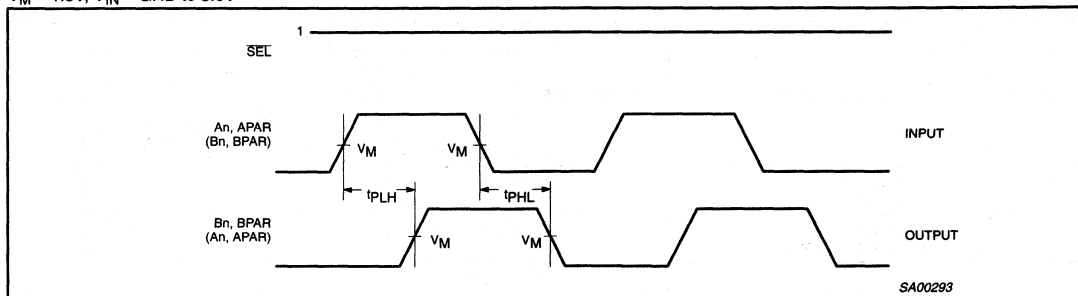 1
SEL
An, APAR
(Bn, BPAR)
VM
VM
INPUT
tPLH
tPHL
Bn, BPAR
(An, APAR)
VM
VM
OUTPUT
SA00293